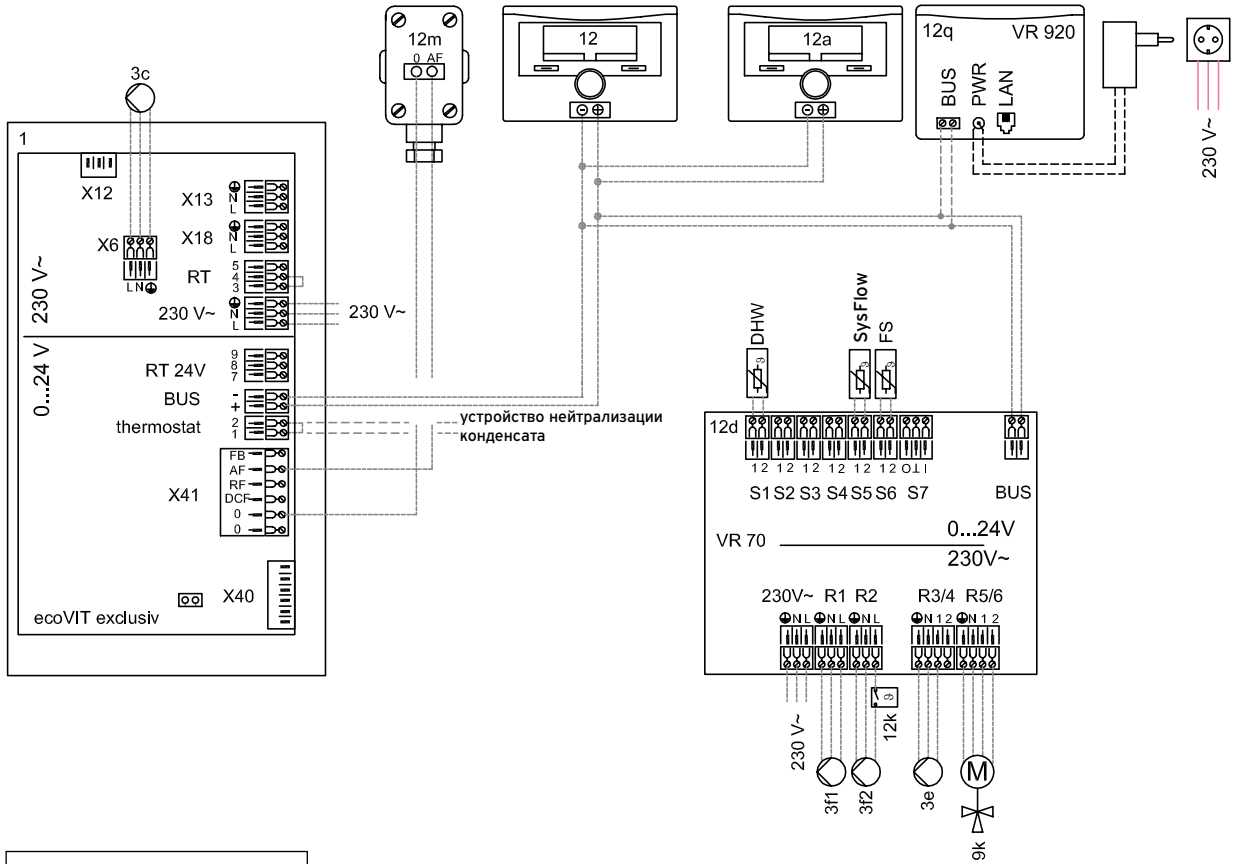 12m
0 AF
12
12a
12q VR 920
BUS
PWR
LAN
230 V~
3c
1
X12
X13
N
L
X18
N
L
X6
L N
RT
5
4
3
230 V~
N
L
230 V~
230 V~
0...24 V
RT 24V
9
8
7
BUS
-
+
thermostat
2
1
устройство нейтрализации
конденсата
X41
FB
AF
RF
DCF
0
0
X40
ecoVIT exclusiv
DHW
SysFlow
FS
12d
1 2 1 2 1 2 1 2 1 2 1 2 O ⊥ I
S1 S2 S3 S4 S5 S6 S7 BUS
VR 70
0...24V
230V~
230V~ R1 R2 R3/4 R5/6
N L N L N L N 1 2 N 1 2
230 V~
12k
3f1
3f2
3e
M
9k